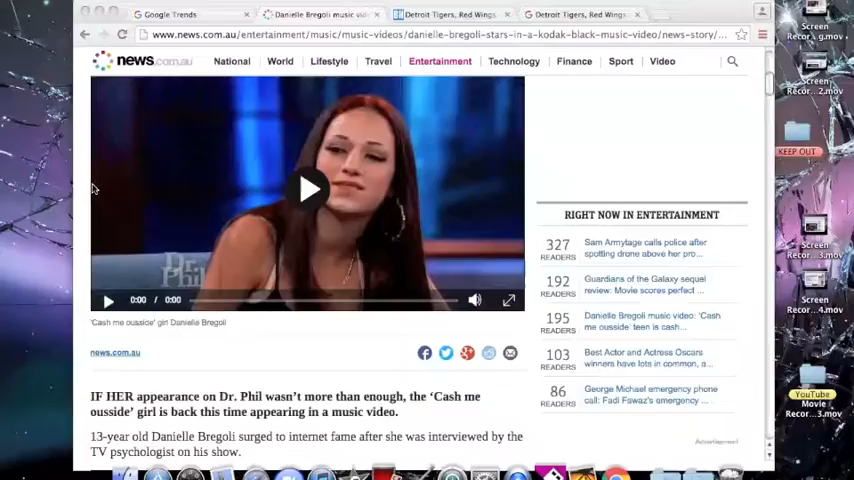 Google Trends
Danielle Bregoli music vid
Detroit Tigers, Red Wings
Detroit Tigers, Red Wings
www.news.com.au/entertainment/music/music-videos/danielle-bregoli-stars-in-a-kodak-black-music-video/news-story/...
news.com.au
National
World
Lifestyle
Travel
Entertainment
Technology
Finance
Sport
Video
Dr.
Phil
0:00 / 0:00
'Cash me ousside' girl Danielle Bregoli
news.com.au
IF HER appearance on Dr. Phil wasn't more than enough, the 'Cash me
ousside' girl is back this time appearing in a music video.
13-year old Danielle Bregoli surged to internet fame after she was interviewed by the
TV psychologist on his show.
RIGHT NOW IN ENTERTAINMENT
327
READERS
Sam Armytage calls police after
spotting drone above her pro...
192
READERS
Guardians of the Galaxy sequel
review: Movie scores perfect ...
195
READERS
Danielle Bregoli music video: 'Cash
me ousside' teen is cash...
103
READERS
Best Actor and Actress Oscars
winners have lots in common, a...
86
READERS
George Michael emergency phone
call: Fadi Fawaz's emergency ...
Advertisement
Screen
Recor...g.mov
Screen
Recor...2.mov
KEEP OUT
Screen
Recor...3.mov
Screen
Recor...4.mov
YouTube
Movie
Recor...3.mov